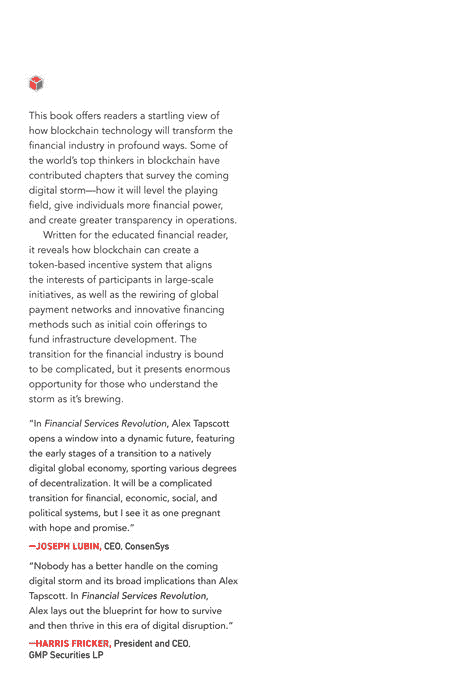 This book offers readers a startling view of
how blockchain technology will transform the
financial industry in profound ways. Some of
the world’s top thinkers in blockchain have
contributed chapters that survey the coming
digital storm—how it will level the playing
field, give individuals more financial power,
and create greater transparency in operations.
Written for the educated financial reader,
it reveals how blockchain can create a
token-based incentive system that aligns
the interests of participants in large-scale
initiatives, as well as the rewiring of global
payment networks and innovative financing
methods such as initial coin offerings to
fund infrastructure development. The
transition for the financial industry is bound
to be complicated, but it presents enormous
opportunity for those who understand the
storm as it’s brewing.
“In Financial Services Revolution, Alex Tapscott
opens a window into a dynamic future, featuring
the early stages of a transition to a natively
digital global economy, sporting various degrees
of decentralization. It will be a complicated
transition for financial, economic, social, and
political systems, but I see it as one pregnant
with hope and promise.”
—JOSEPH LUBIN, CEO, ConsenSys
“Nobody has a better handle on the coming
digital storm and its broad implications than Alex
Tapscott. In Financial Services Revolution,
Alex lays out the blueprint for how to survive
and then thrive in this era of digital disruption.”
—HARRIS FRICKER, President and CEO,
GMP Securities LP